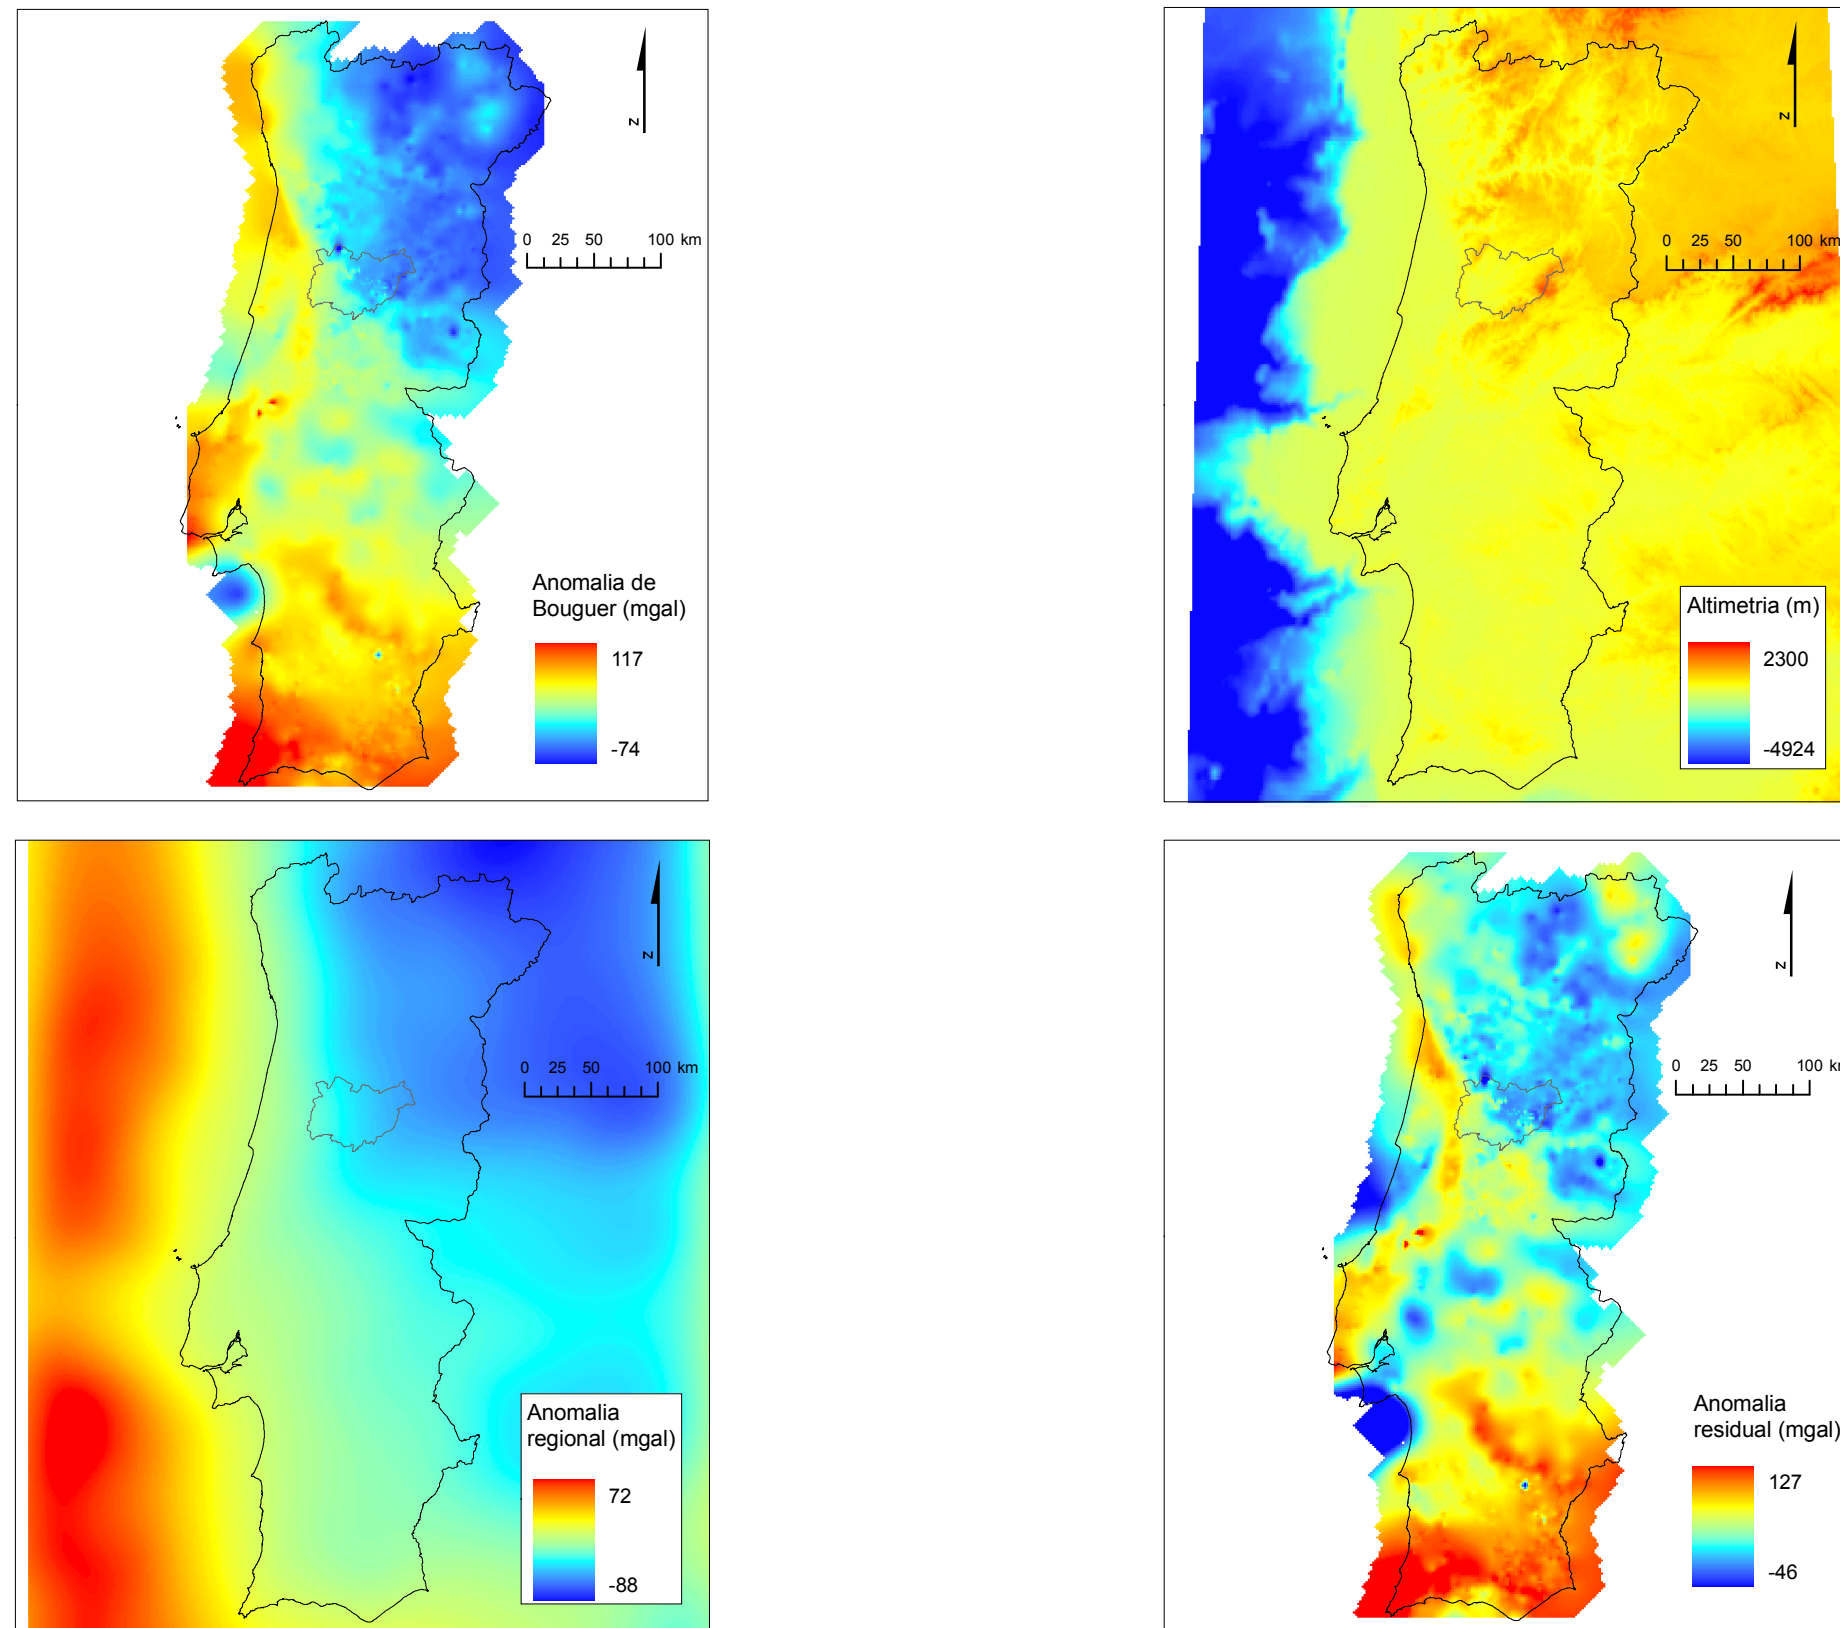 z
0 25 50 100 km
Anomalia de
Bouguer (mgal)
117
-74
z
0 25 50 100 km
Altimetria (m)
2300
-4924
z
0 25 50 100 km
Anomalia
regional (mgal)
72
-88
z
0 25 50 100 k
Anomalia
residual (mgal)
127
-46